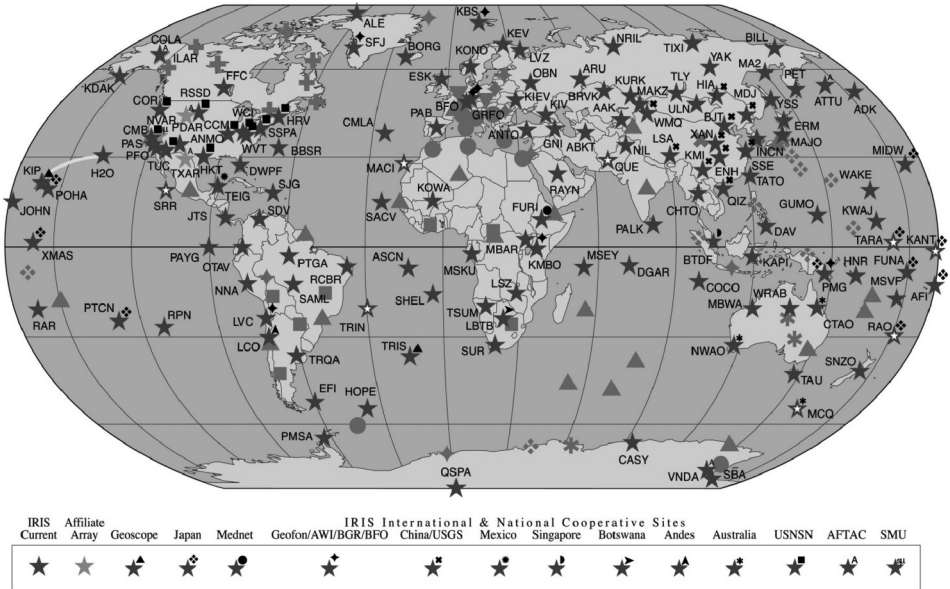 ALE
KBS
COLA
ILAR
SFJ
BORG
KEV
KONO
LVZ
NRIL
TIXI
BILL
YAK
MA2
KDAK
FFC
ESK
OBN
ARU
KURK
TLY
HIA
MDJ
PET
ATTU
ADK
COR
RSSD
BFO
KIEV
KIV
BRVK
AAK
MAKZ
ULN
YSS
NVAR
PDAR
CCM
WCI
HRV
SSPA
CMLA
PAB
GRFO
ANTO
GNI
ABKT
WMQ
BJT
ERM
MAJO
CMB
PAS
PFO
ANMO
WVT
BBSR
NIL
LSA
XAN
INCN
TUC
TXAR
HKT
DWPF
MACI
QUE
KMI
ENH
SSE
TATO
MIDW
KIP
POHA
H2O
SRR
TEIG
SJG
KOWA
RAYN
WAKE
JOHN
JTS
SDV
SACV
FURI
PALK
CHTO
QIZ
GUMO
KWAJ
XMAS
PAYG
OTAV
PTGA
ASCN
MSKU
MBAR
KMBO
MSEY
DGAR
BTDF
KAPI
DAV
TARA
KANT
NNA
RCBR
SAML
SHEL
LSZ
COCO
PMG
HNR
FUNA
MSVF
AFI
RAR
PTCN
RPN
LVC
TRIN
TSUM
LBTB
MBWA
WRAB
CTAO
RAO
LCO
TRQA
TRIS
SUR
NWAO
SNZO
TAU
EFI
HOPE
MCQ
PMSA
QSPA
CASY
VNDA
SBA
IRIS International & National Cooperative Sites
IRIS Current
Affiliate Array
Geoscope
Japan
Mednet
Geofon/AWI/BGR/BFO
China/USGS
Mexico
Singapore
Botswana
Andes
Australia
USNSN
AFTAC
SMU